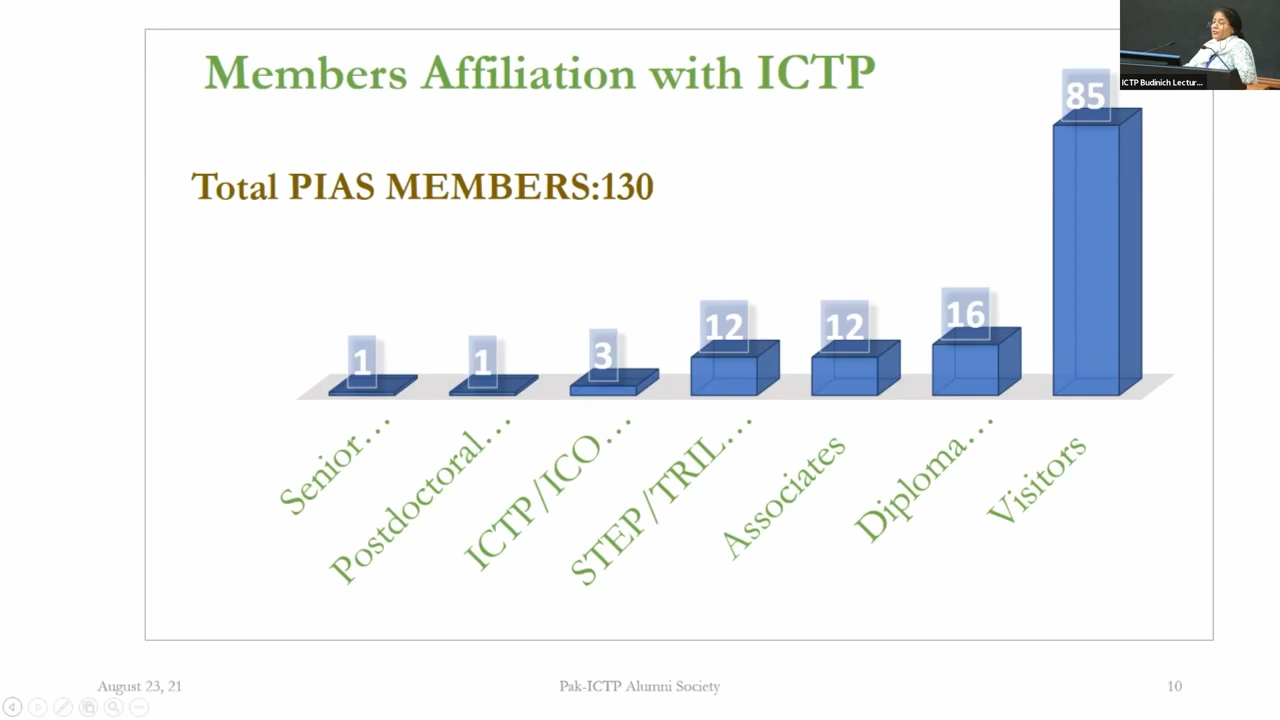 Members Affiliation with ICTP
ICTP Budinich Lectur...
Total PIAS MEMBERS:130
1
1
3
12
12
16
85
Senior...
Postdoctoral...
ICTP/ICO...
STEP/TRIL...
Associates
Diploma...
Visitors
August 23, 21
Pak-ICTP Alumni Society
10